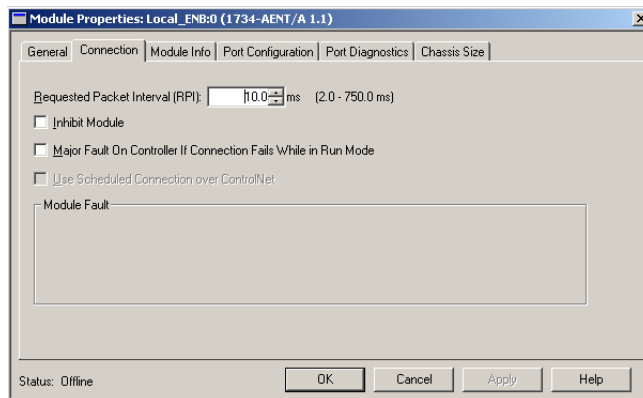 Module Properties: Local_ENB:0 (1734-AENT/A 1.1)
General Connection Module Info Port Configuration Port Diagnostics Chassis Size
Requested Packet Interval (RPI): 10.0 ms (2.0 - 750.0 ms)
Inhibit Module
Major Fault On Controller If Connection Fails While in Run Mode
Use Scheduled Connection over ControlNet
Module Fault
Status: Offline OK Cancel Apply Help